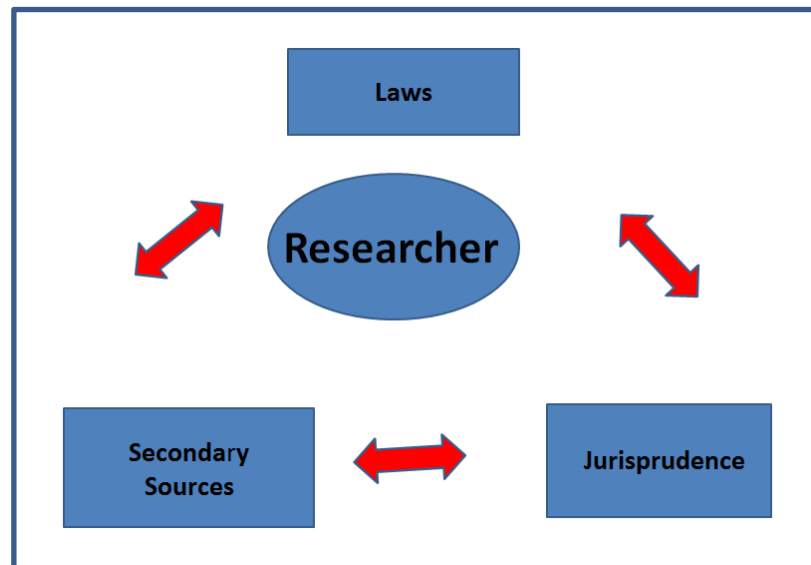 Laws
Researcher
Secondary
Sources
Jurisprudence